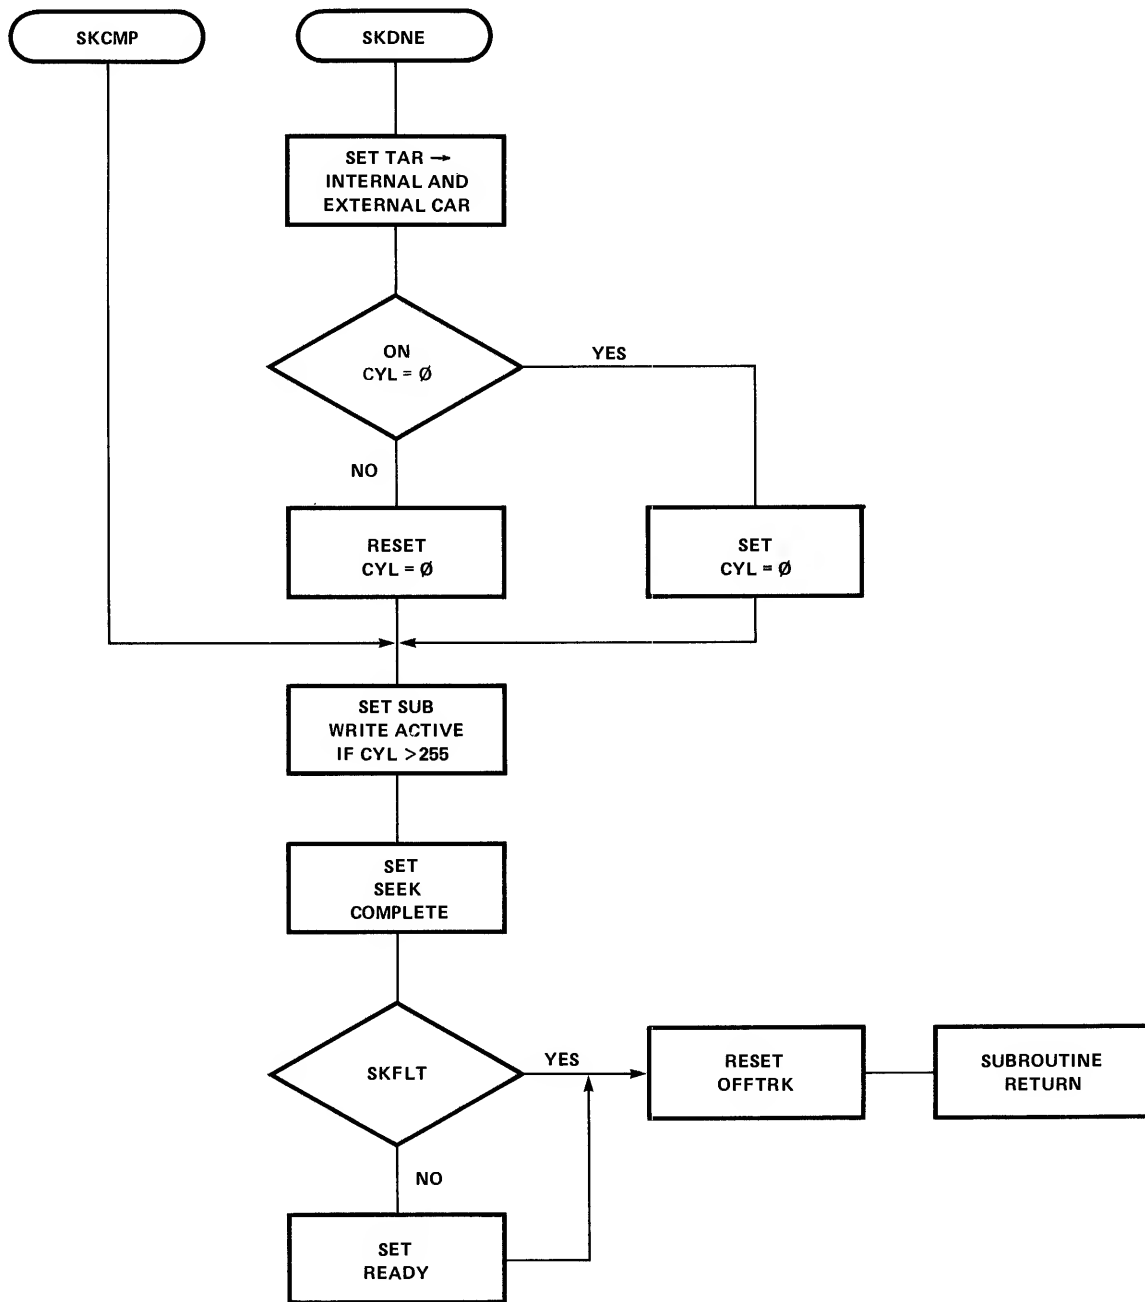 SKCMP
SKDNE
SET TAR →
INTERNAL AND
EXTERNAL CAR
ON
CYL = Ø
YES
NO
RESET
CYL = Ø
SET
CYL = Ø
SET SUB
WRITE ACTIVE
IF CYL >255
SET
SEEK
COMPLETE
SKFLT
YES
RESET
OFFTRK
SUBROUTINE
RETURN
NO
SET
READY